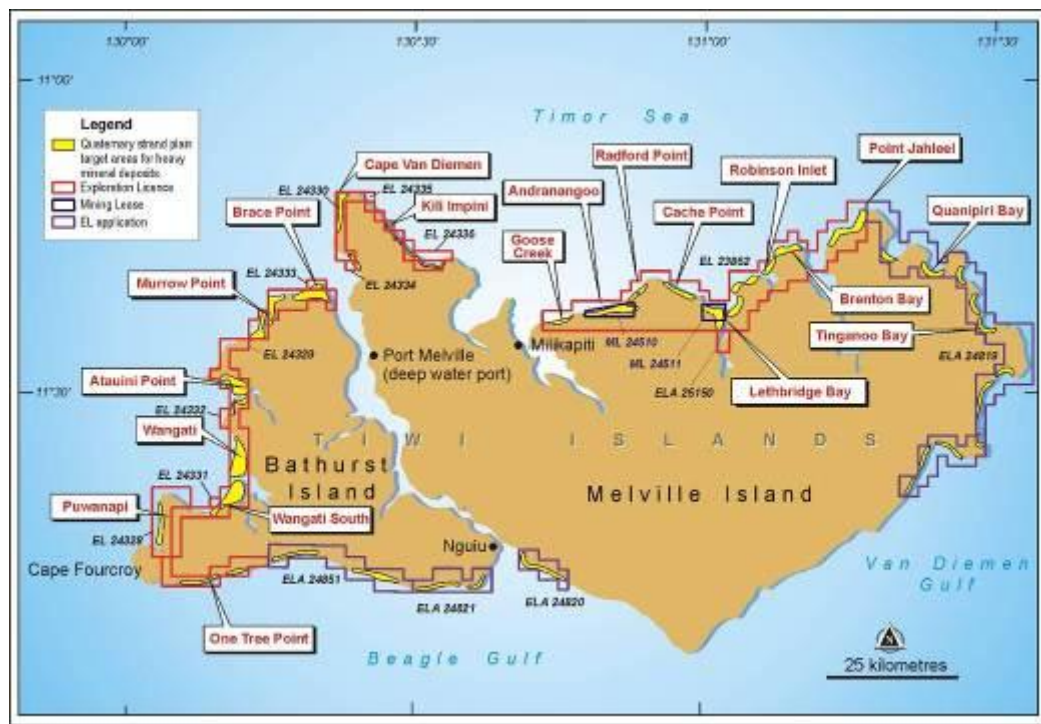 130°00'
130°30'
131°00'
131°30'
11°00'
11°30'
Legend
Quaternary strand plain
target areas for heavy
mineral deposits
Exploration Licence
Mining Lease
EL application
Timor Sea
Point Jahleel
Radford Point
Cape Van Diemen
Robinson Inlet
EL 24330
EL 24335
Andranangoo
Kili Impini
Brace Point
Cache Point
Quanipiri Bay
EL 24336
Goose
Creek
EL 23862
EL 24333
EL 24334
Murrow Point
Brenton Bay
Tinganoo Bay
ML 24510
Milikapiti
EL 24329
Port Melville
(deep water port)
ML 24511
ELA 24819
Atauini Point
ELA 25150
Lethbridge Bay
EL 24332
Wangati
TIWI ISLANDS
Bathurst
Island
EL 24331
Melville Island
Puwanapi
Wangati South
EL 24328
Nguiu
Cape Fourcroy
Van Diemen
Gulf
ELA 24851
ELA 24821
ELA 24820
One Tree Point
N
Beagle Gulf
25 kilometres